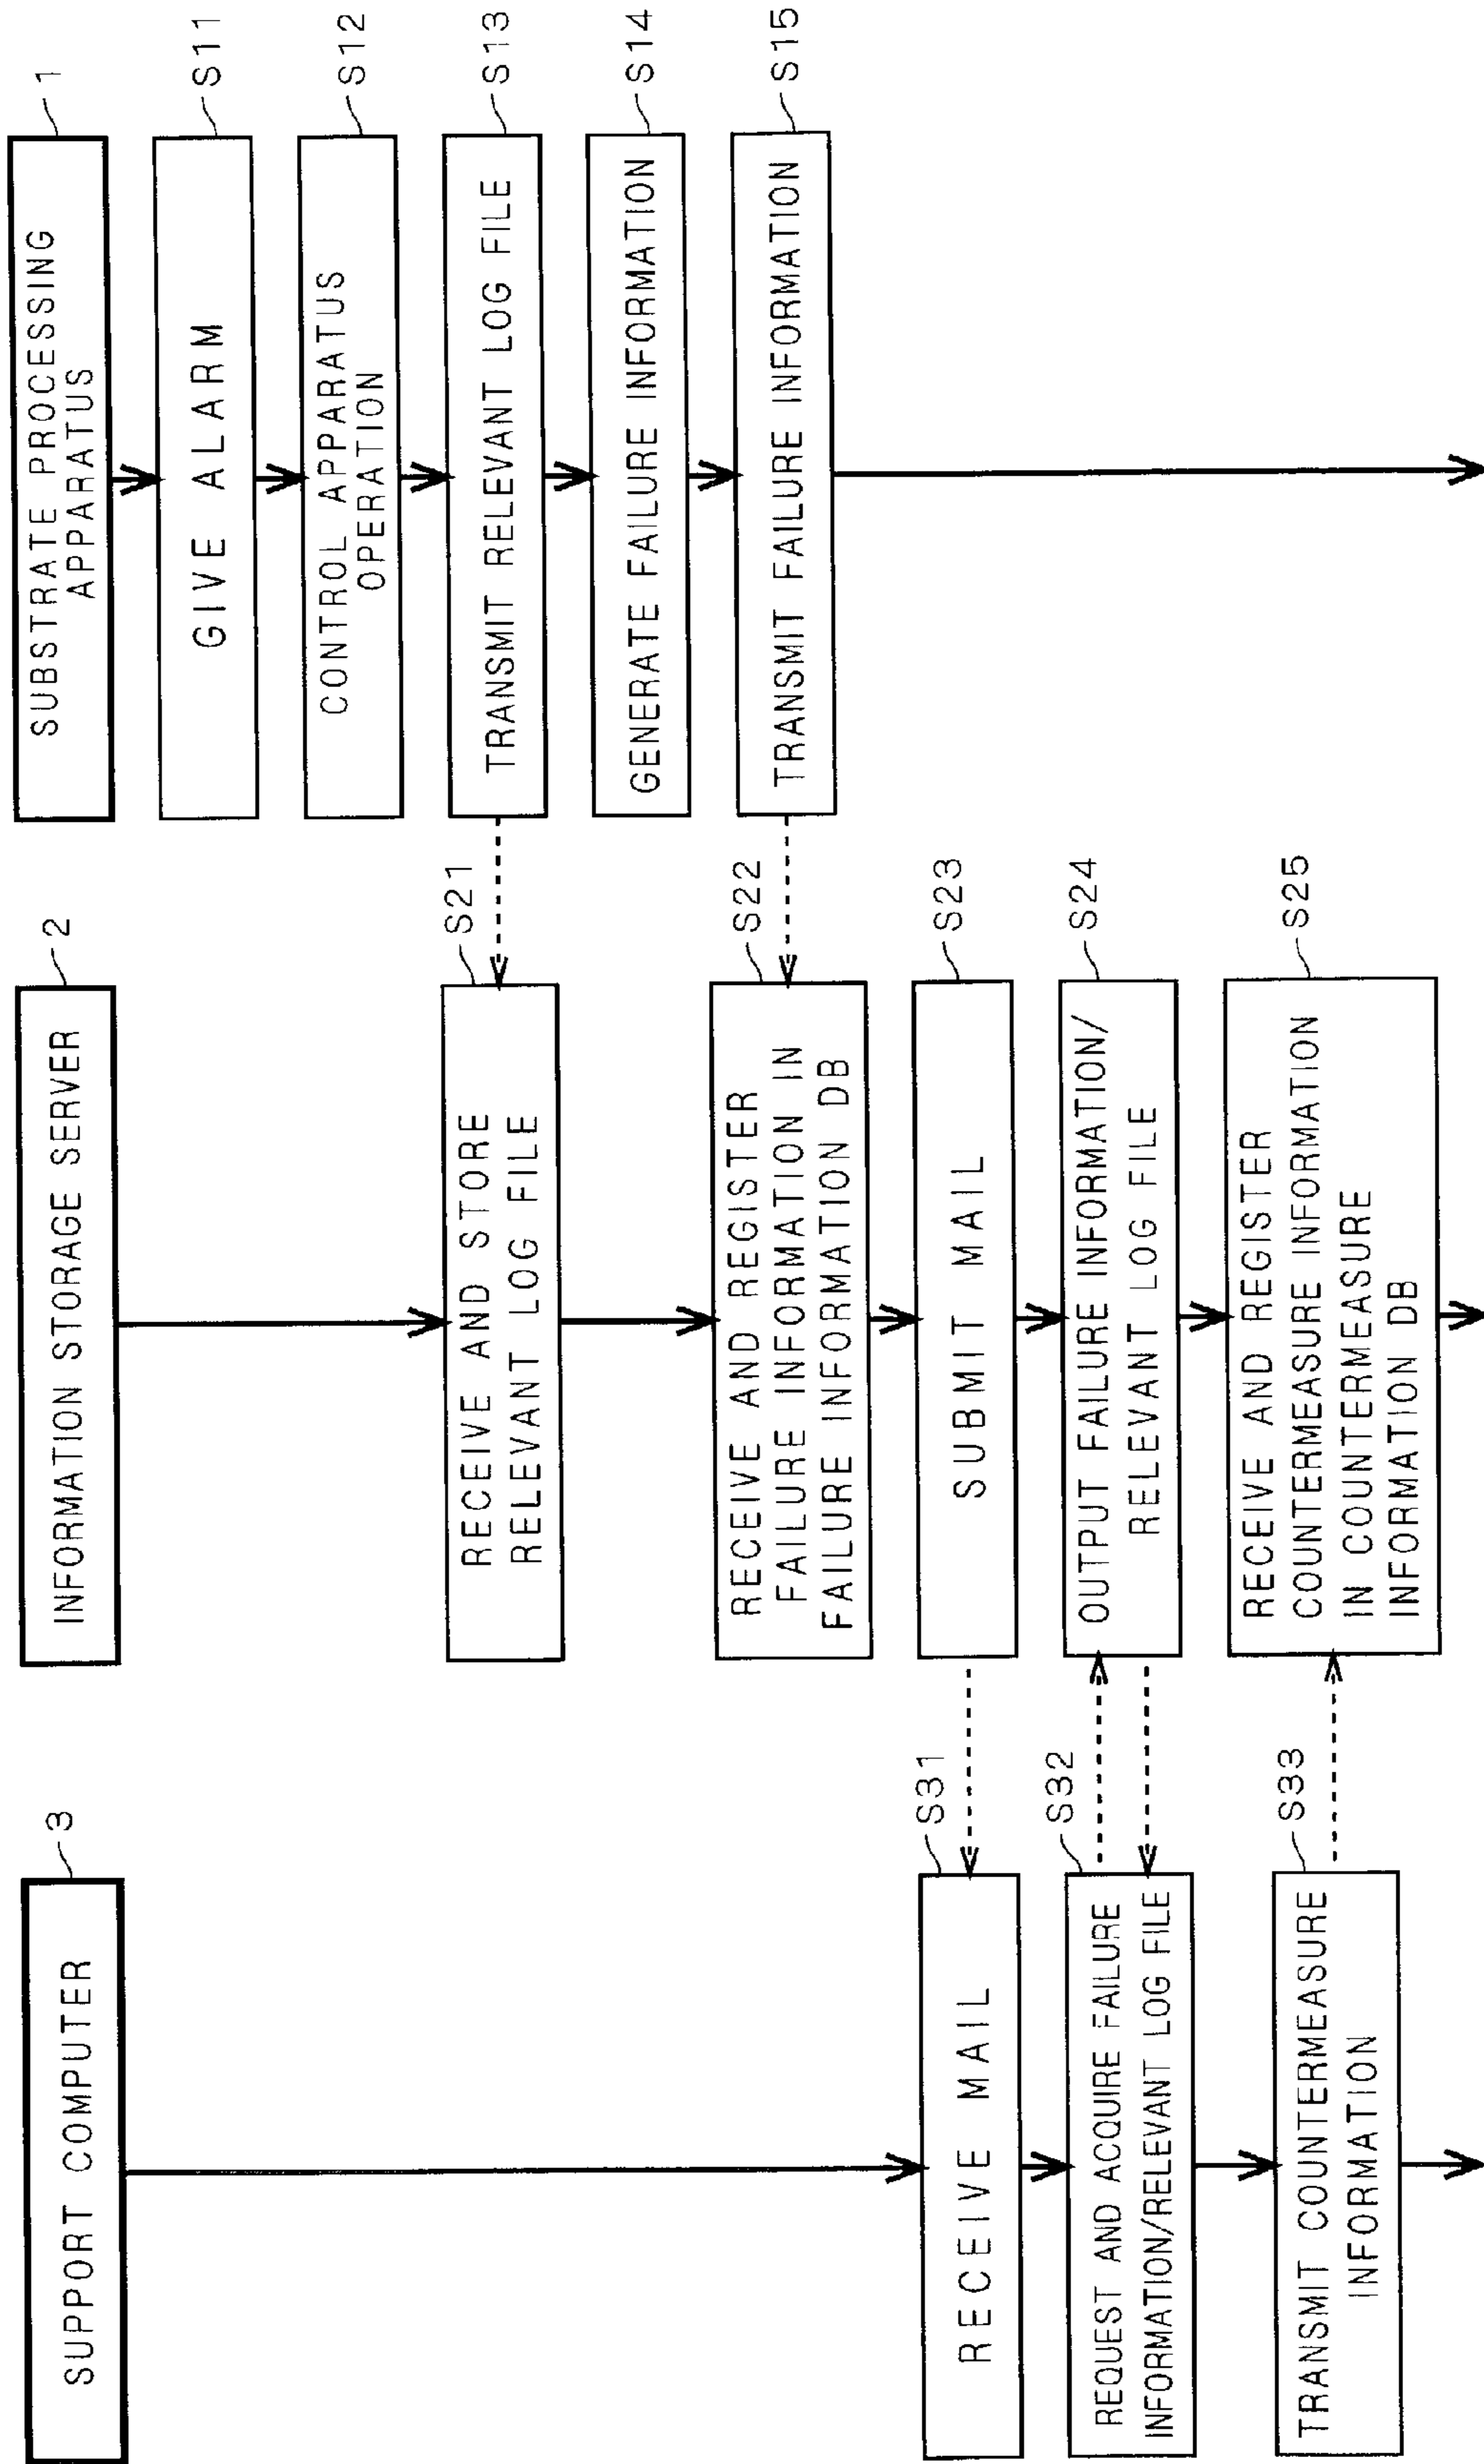 SUPPORT COMPUTER
3
RECEIVE MAIL
S31
REQUEST AND ACQUIRE FAILURE
INFORMATION/RELEVANT LOG FILE
S32
TRANSMIT COUNTERMEASURE
INFORMATION
S33
INFORMATION STORAGE SERVER
2
RECEIVE AND STORE
RELEVANT LOG FILE
S21
RECEIVE AND REGISTER
FAILURE INFORMATION IN
FAILURE INFORMATION DB
S22
SUBMIT MAIL
S23
OUTPUT FAILURE INFORMATION/
RELEVANT LOG FILE
S24
RECEIVE AND REGISTER
COUNTERMEASURE INFORMATION
IN COUNTERMEASURE
INFORMATION DB
S25
SUBSTRATE PROCESSING
APPARATUS
1
GIVE ALARM
S11
CONTROL APPARATUS
OPERATION
S12
TRANSMIT RELEVANT LOG FILE
S13
GENERATE FAILURE INFORMATION
S14
TRANSMIT FAILURE INFORMATION
S15